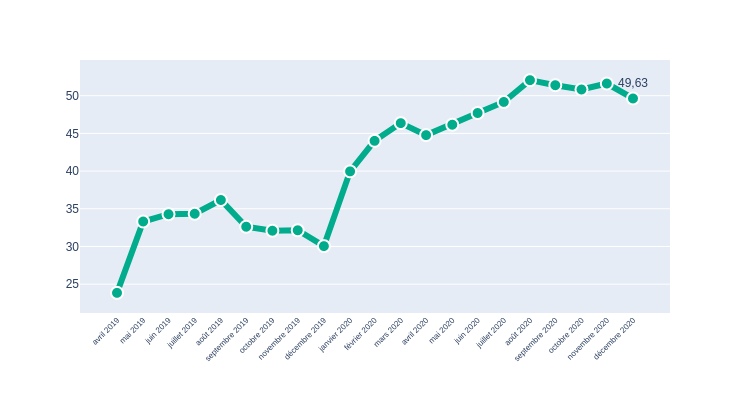 49,63
50
45
40
35
30
25
avril 2019
mai 2019
juin 2019
juillet 2019
août 2019
septembre 2019
octobre 2019
novembre 2019
décembre 2019
janvier 2020
février 2020
mars 2020
avril 2020
mai 2020
juin 2020
juillet 2020
août 2020
septembre 2020
octobre 2020
novembre 2020
décembre 2020